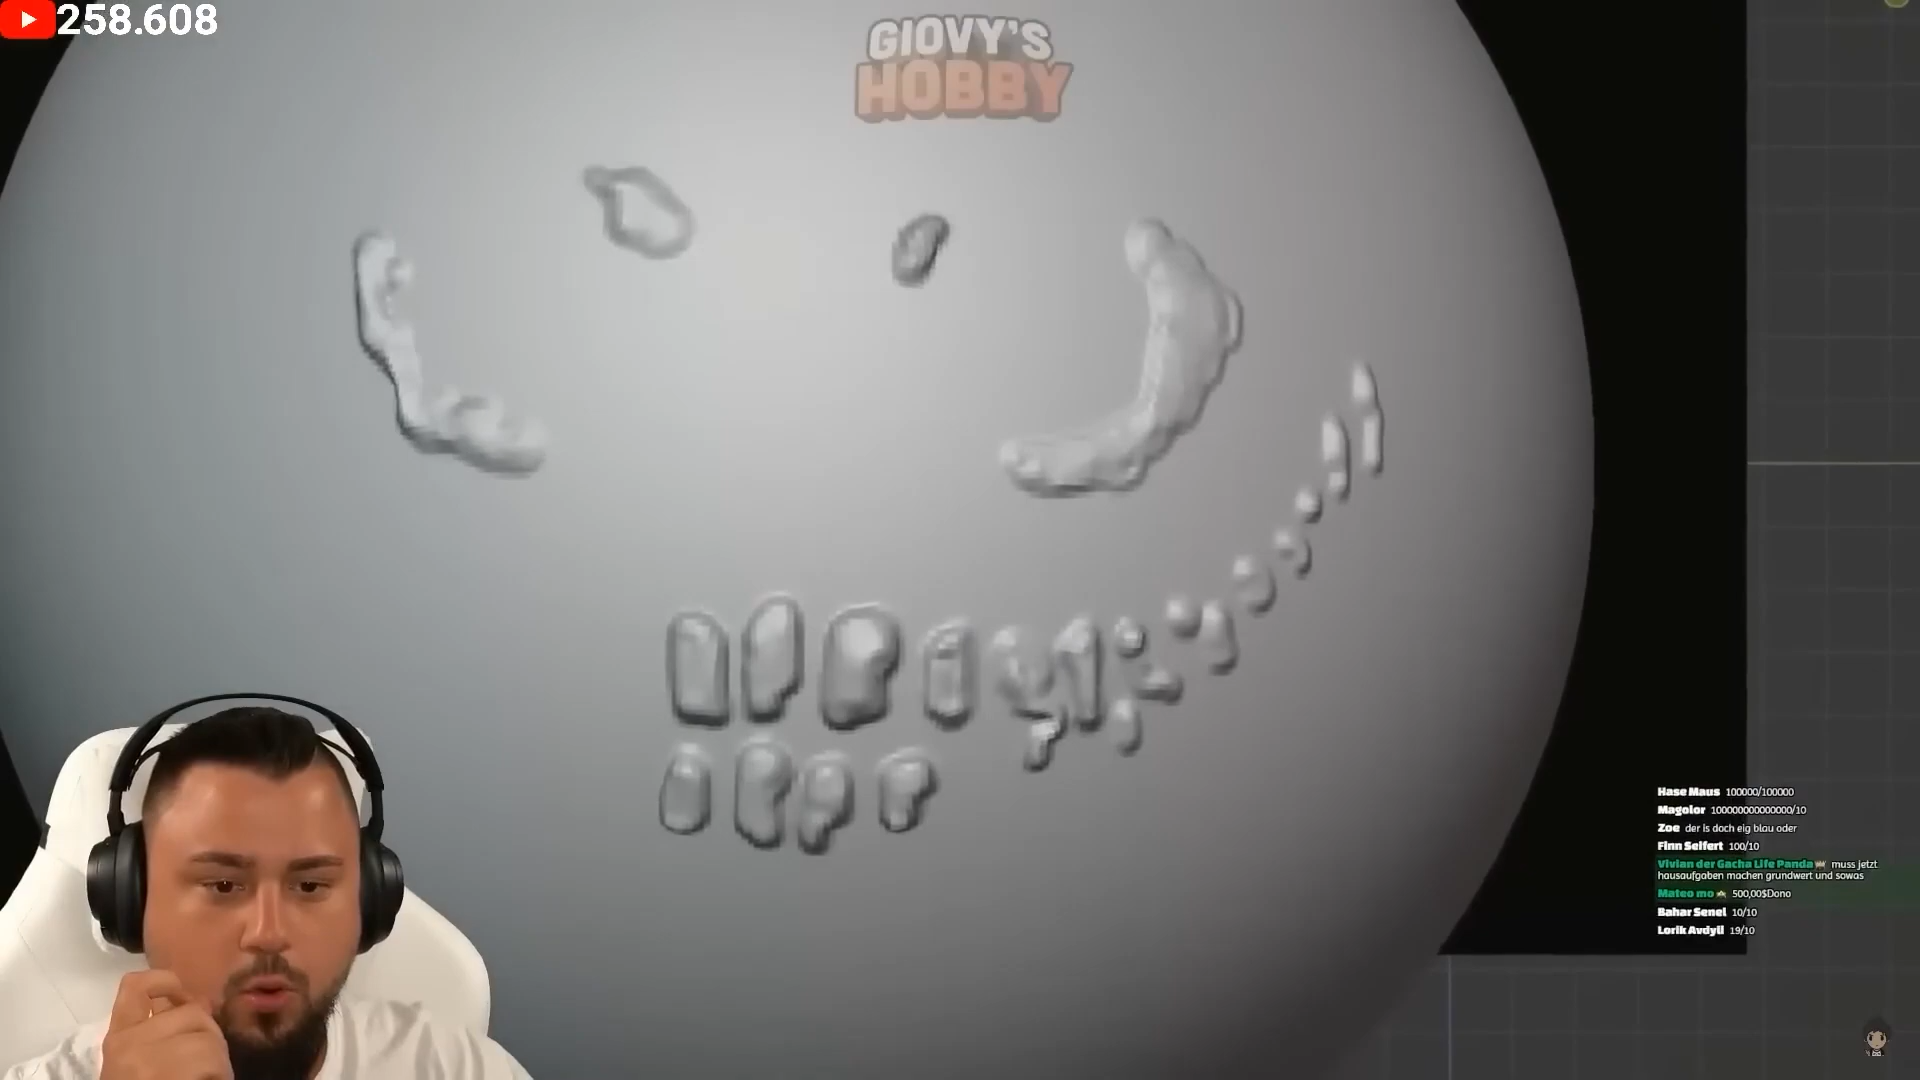 258.608
GIOVY'S
HOBBY
Hase Maus 100000/100000
Magolor 100000000000000/10
Zoe der is doch eig blau oder
Finn Seifert 100/10
Vivian der Gacha Life Panda muss jetzt
hausaufgaben machen grundwert und sowas
Mateo mo 500,00$Dono
Bahar Senel 10/10
Lorik Avdyli 19/10